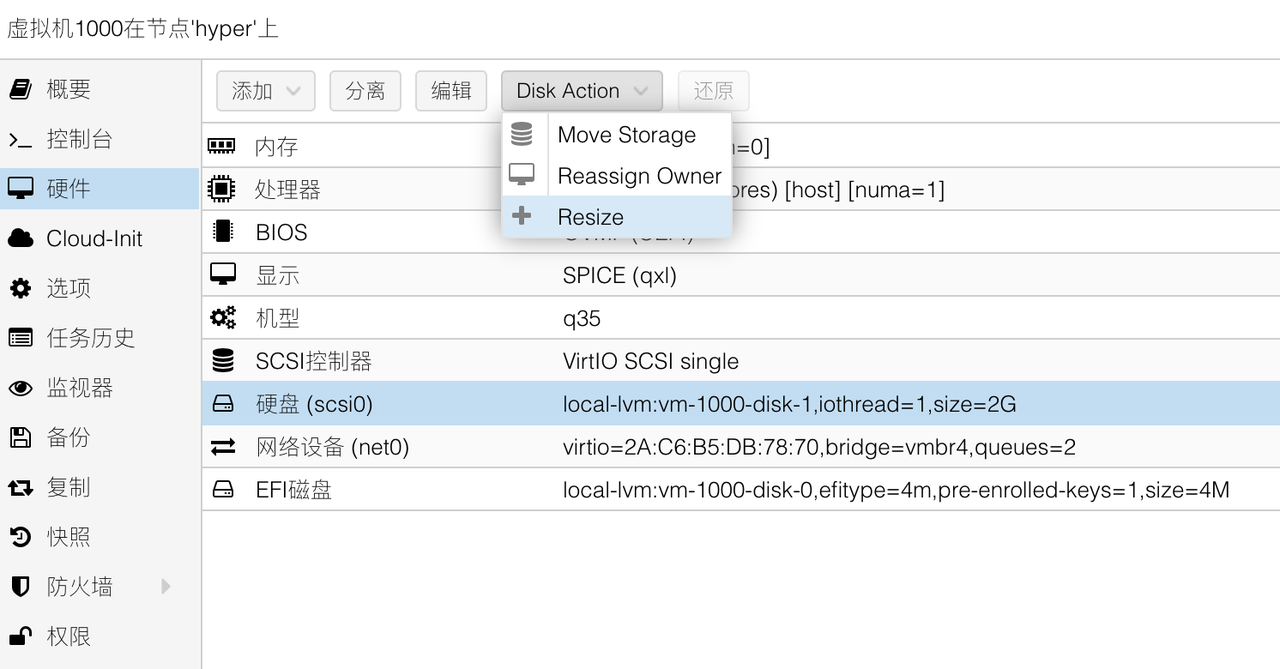 虚拟机1000在节点'hyper'上
概要
控制台
硬件
Cloud-Init
选项
任务历史
监视器
备份
复制
快照
防火墙
权限
添加 分离 编辑 Disk Action 还原
Move Storage
Reassign Owner
Resize
内存 =0]
处理器 res) [host] [numa=1]
BIOS
显示 SPICE (qxl)
机型 q35
SCSI控制器 VirtIO SCSI single
硬盘 (scsi0) local-lvm:vm-1000-disk-1,iothread=1,size=2G
网络设备 (net0) virtio=2A:C6:B5:DB:78:70,bridge=vmbr4,queues=2
EFI磁盘 local-lvm:vm-1000-disk-0,efitype=4m,pre-enrolled-keys=1,size=4M